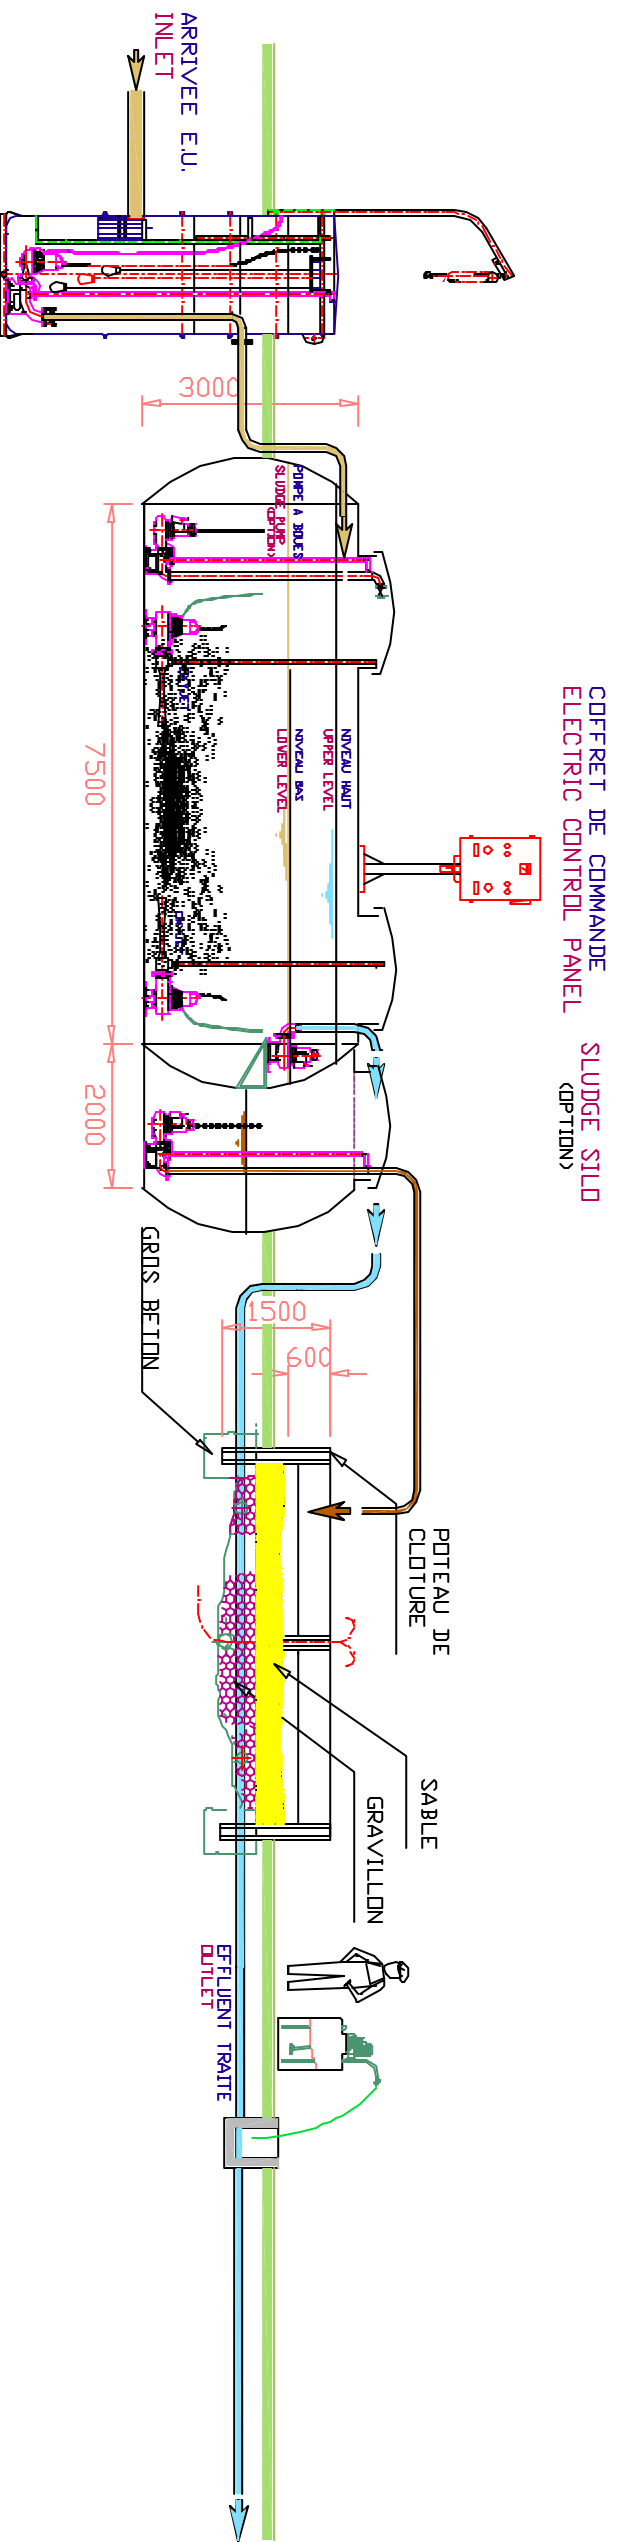 ARRIVEE E.U.
INLET
3000
POMPE A BOUES
SLUDGE PUMP
(OPTION)
7500
NIVEAU HAUT
UPPER LEVEL
NIVEAU BAS
LOWER LEVEL
COFFRET DE COMMANDE
ELECTRIC CONTROL PANEL
SLUDGE SILO
(OPTION)
2000
GROS BETON
1500
600
POTEAU DE
CLOTURE
SABLE
GRAVILLON
EFFLUENT TRAITE
OUTLET